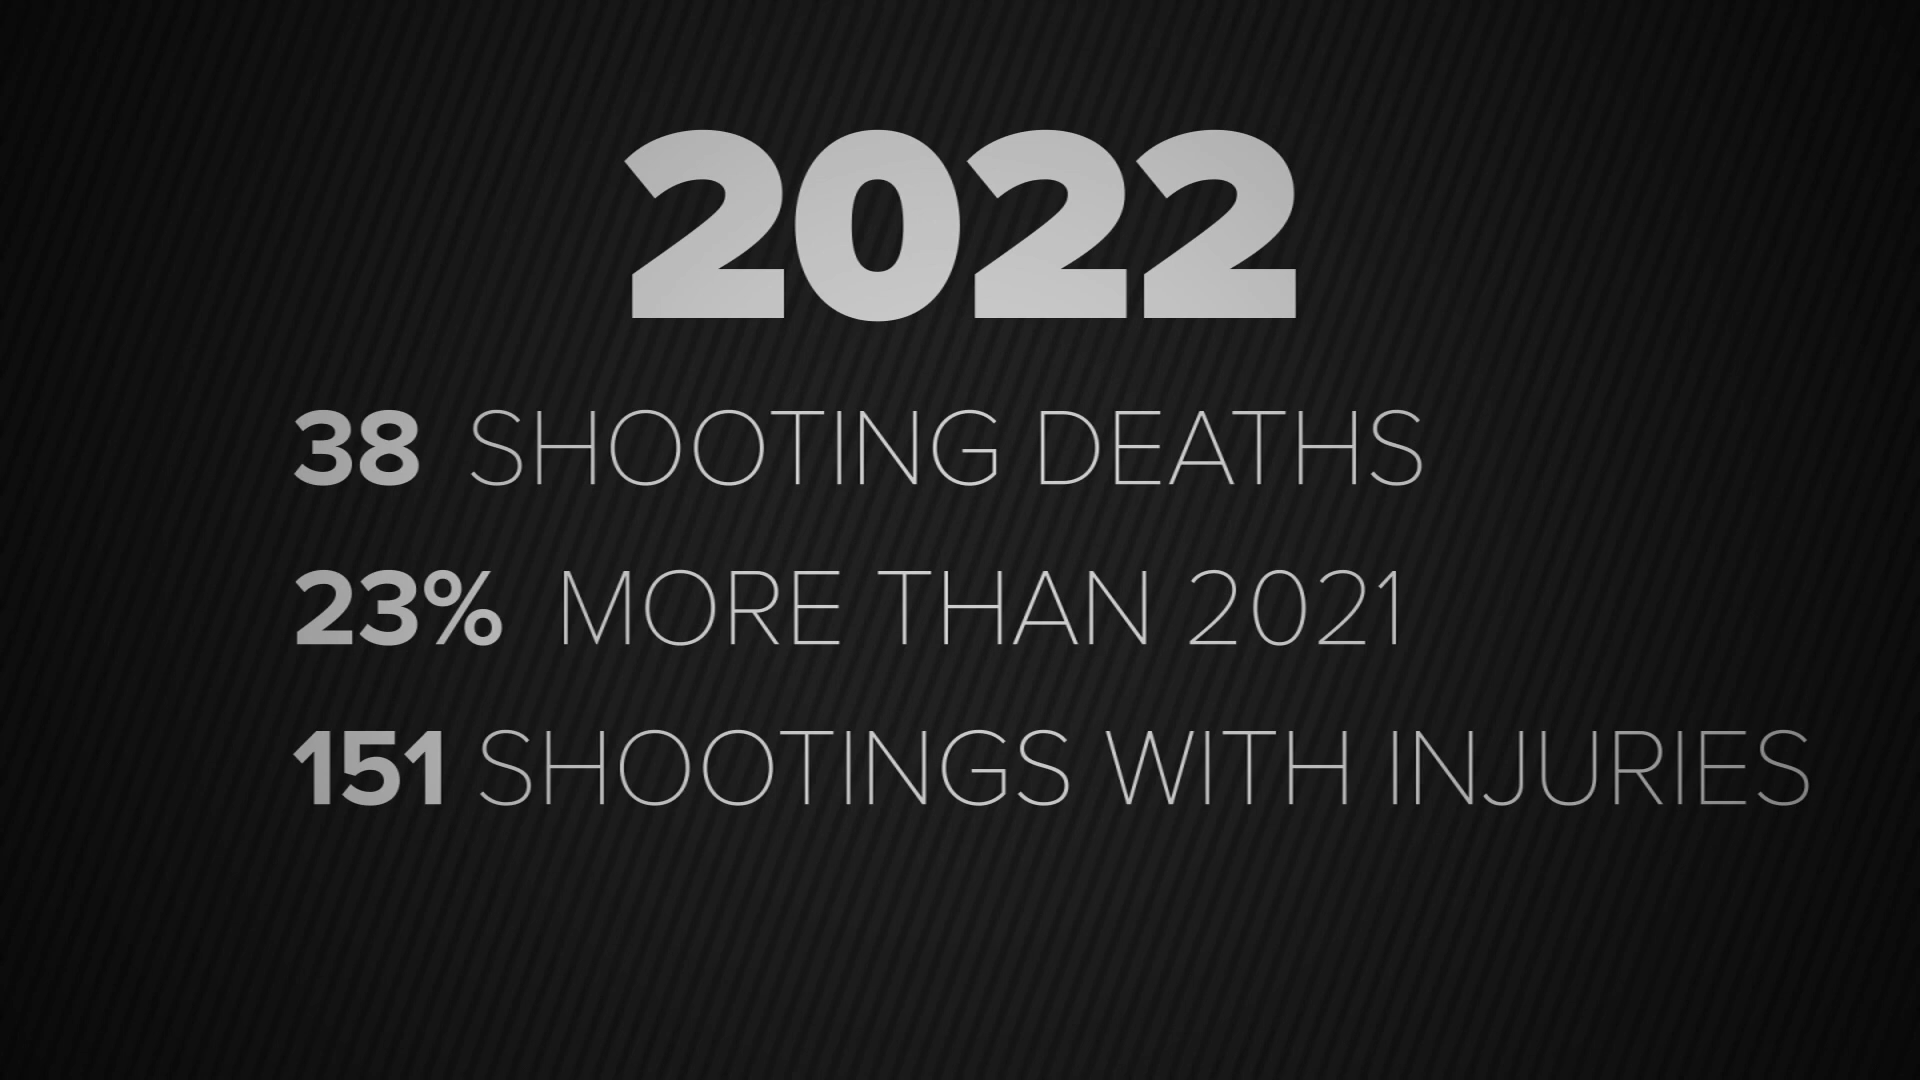 2022
38 SHOOTING DEATHS
23% MORE THAN 2021
151 SHOOTINGS WITH INJURIES